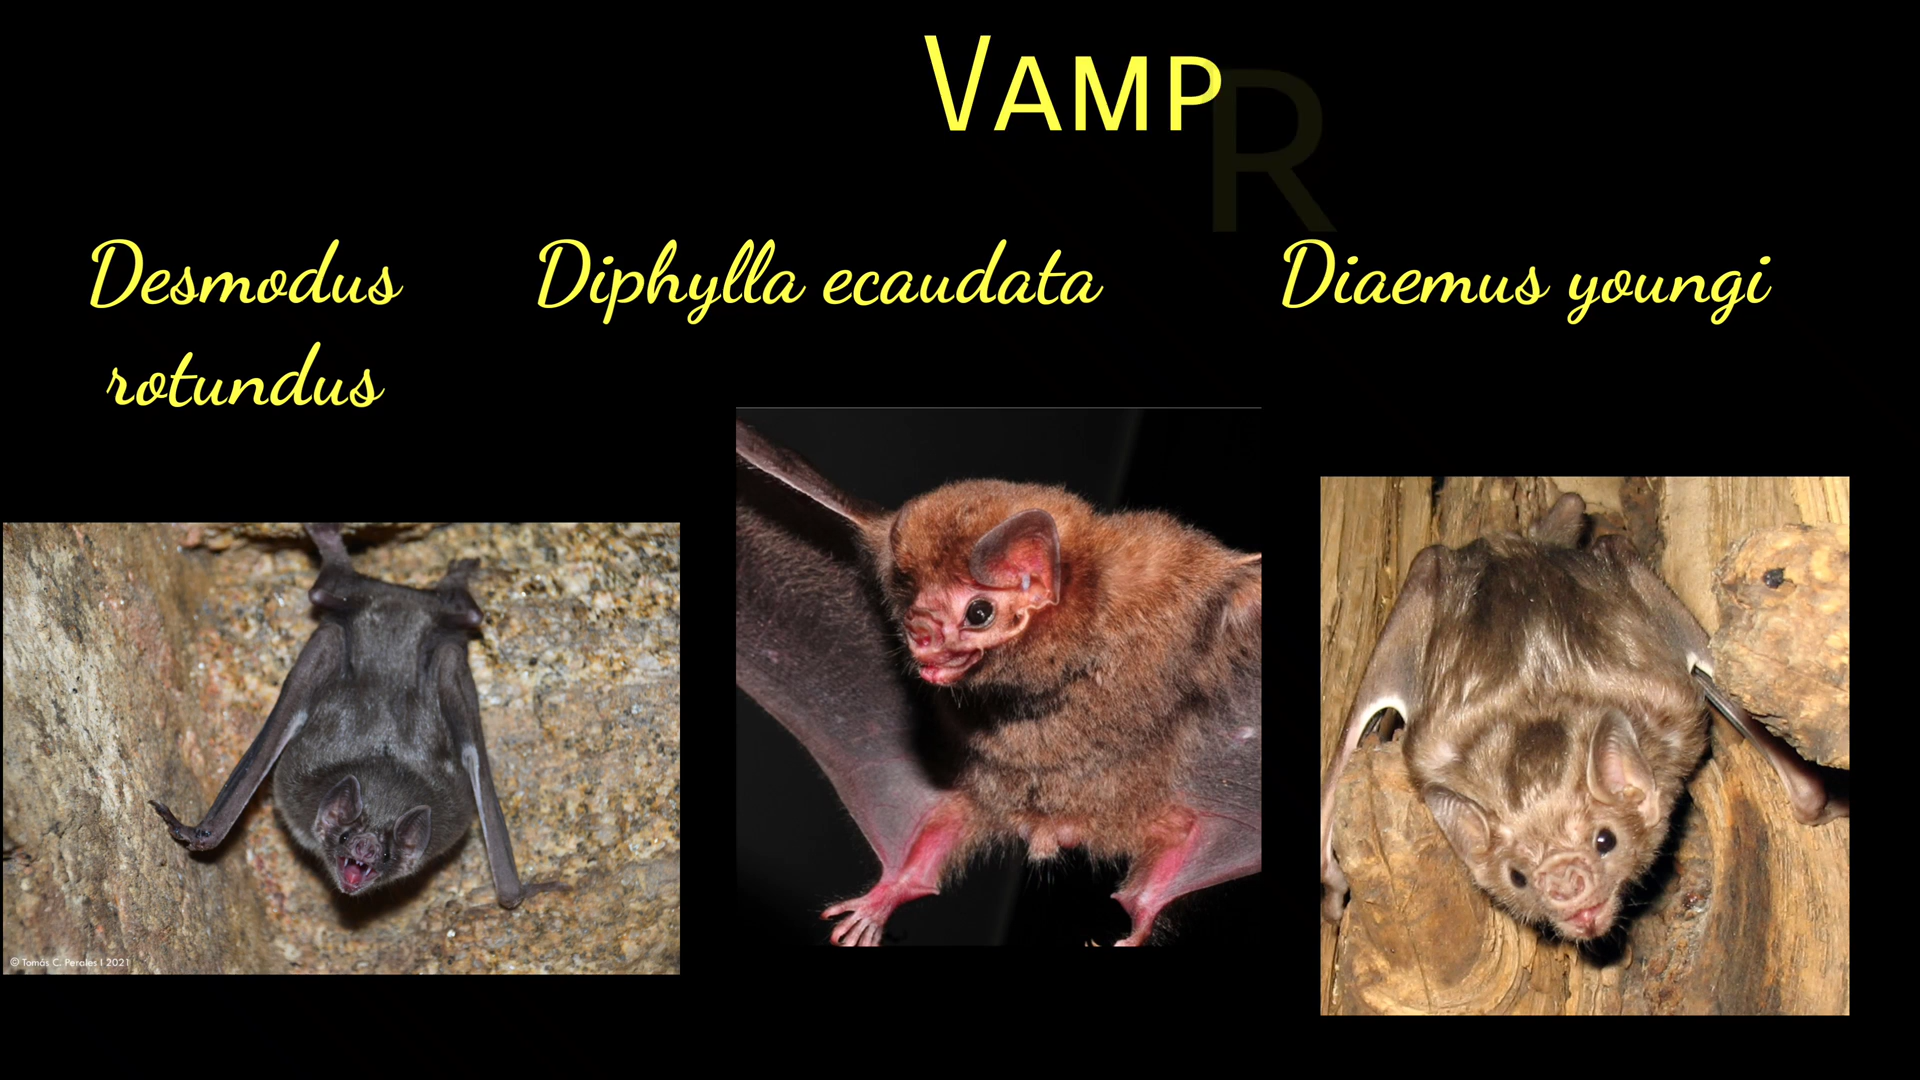 VAMP
R
Desmodus
rotundus
Diphylla ecaudata
Diaemus youngi
© Tomás C. Perales | 2021